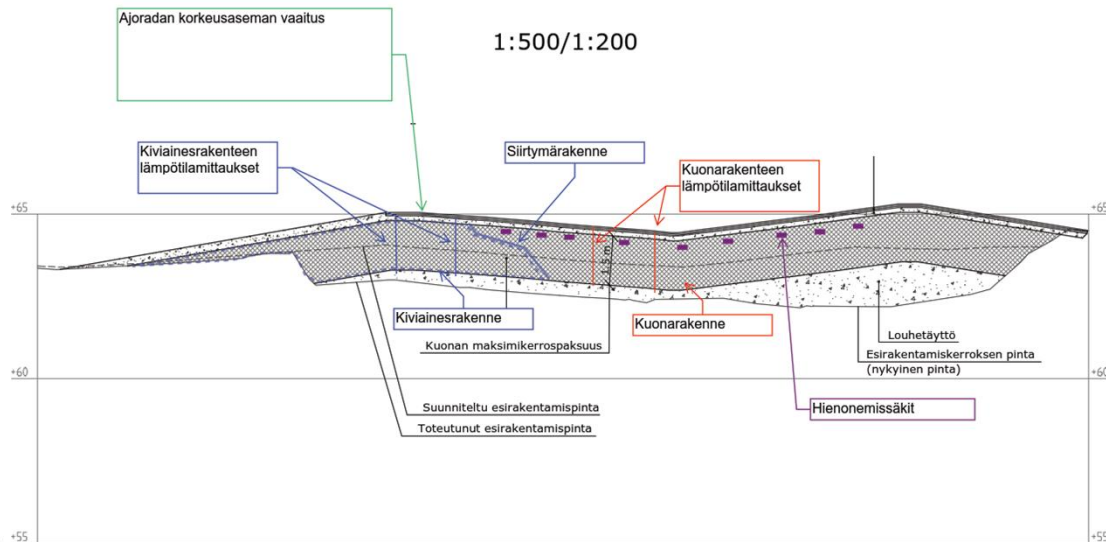 Ajoradan korkeusaseman vaaitus
1:500/1:200
Kiviainesrakenteen
lämpötilamittaukset
Siirtymärakenne
Kuonarakenteen
lämpötilamittaukset
+65
+65
1,5 m
Kiviainesrakenne
Kuonarakenne
Kuonan maksimikerrospaksuus
Louhetäyttö
Esirakentamiskerroksen pinta
(nykyinen pinta)
+60
+60
Suunniteltu esirakentamispinta
Hienonemissäkit
Toteutunut esirakentamispinta
+55
+55